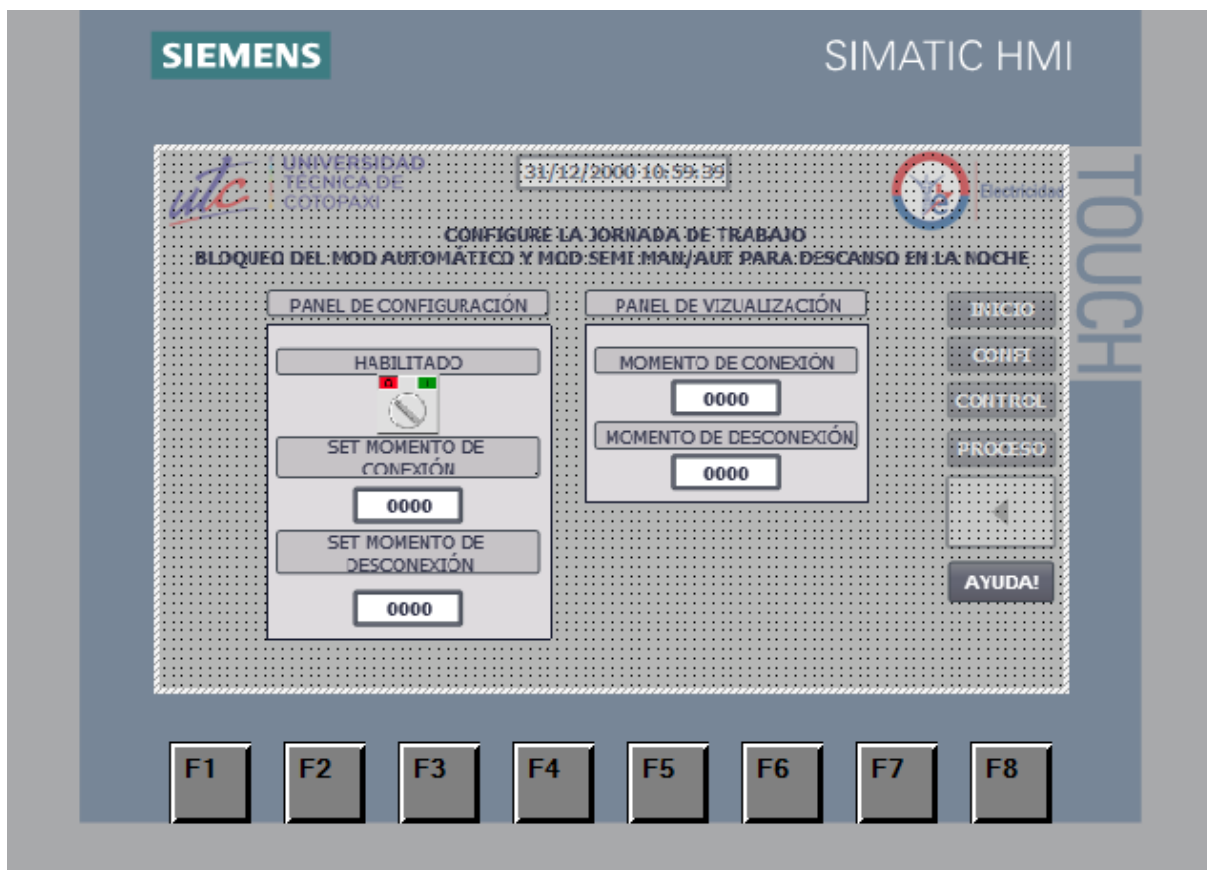 SIEMENS
SIMATIC HMI
TOUCH
utc
UNIVERSIDAD
TÉCNICA DE
COTOPAXI
31/12/2000 10:59:39
Electricidad
CONFIGURE LA JORNADA DE TRABAJO
BLOQUEO DEL MOD AUTOMÁTICO Y MOD SEMI MAN/AUT PARA DESCANSO EN LA NOCHE
PANEL DE CONFIGURACIÓN
HABILITADO
0 I
SET MOMENTO DE
CONEXIÓN
0000
SET MOMENTO DE
DESCONEXIÓN
0000
PANEL DE VIZUALIZACIÓN
MOMENTO DE CONEXIÓN
0000
MOMENTO DE DESCONEXIÓN
0000
INICIO
CONFI
CONTROL
PROCESO
AYUDA!
F1 F2 F3 F4 F5 F6 F7 F8